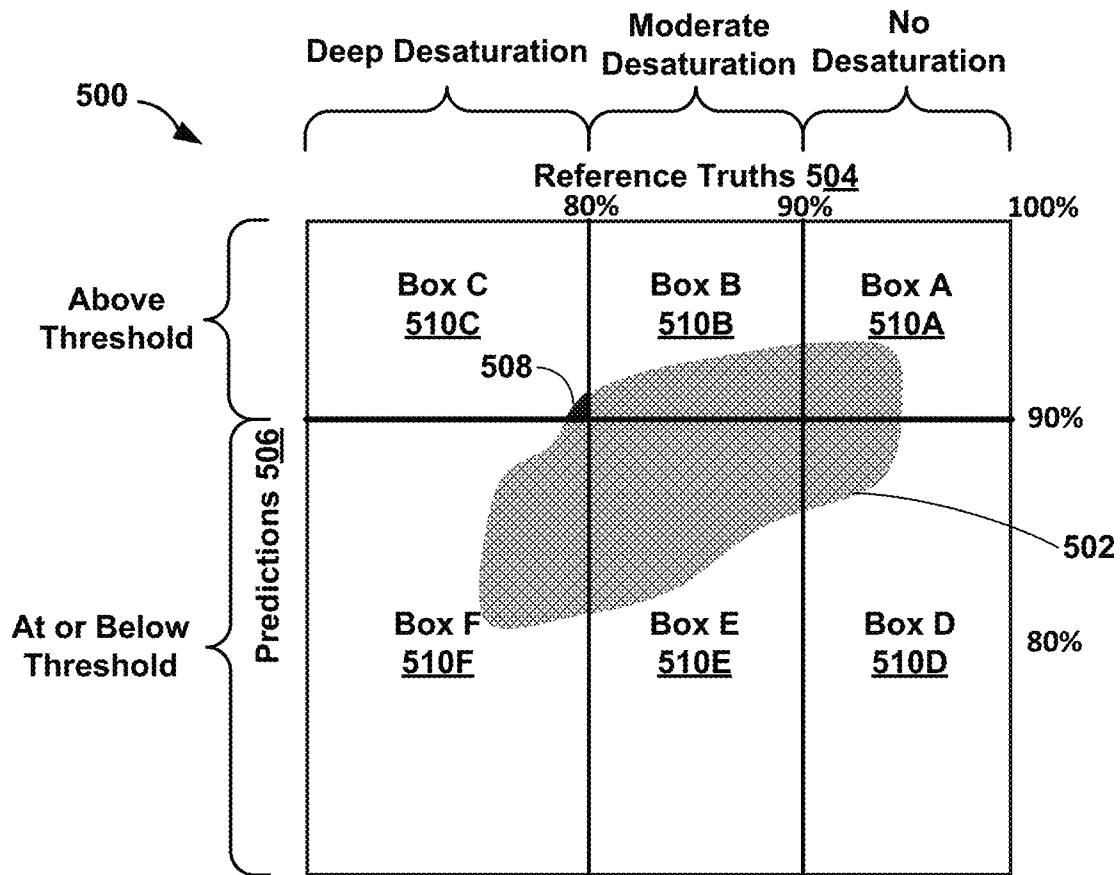 Deep Desaturation
Moderate
Desaturation
No
Desaturation
500
Reference Truths 504
80%
90%
100%
Above
Threshold
Box C
510C
Box B
510B
Box A
510A
508
90%
Predictions 506
502
At or Below
Threshold
Box F
510F
Box E
510E
Box D
510D
80%